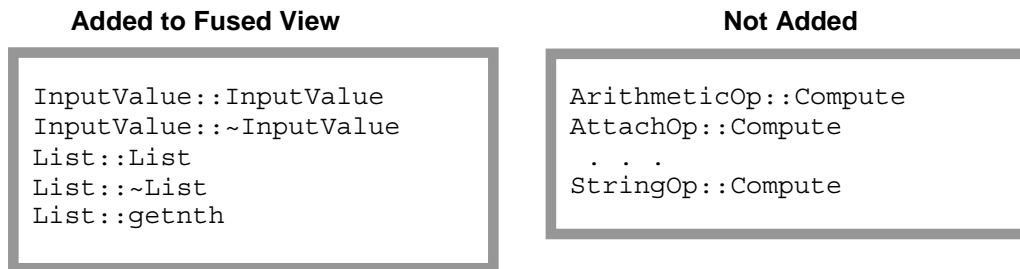 Added to Fused View
InputValue::InputValue
InputValue::~InputValue
List::List
List::~List
List::getnth
Not Added
ArithmeticOp::Compute
AttachOp::Compute
. . .
StringOp::Compute